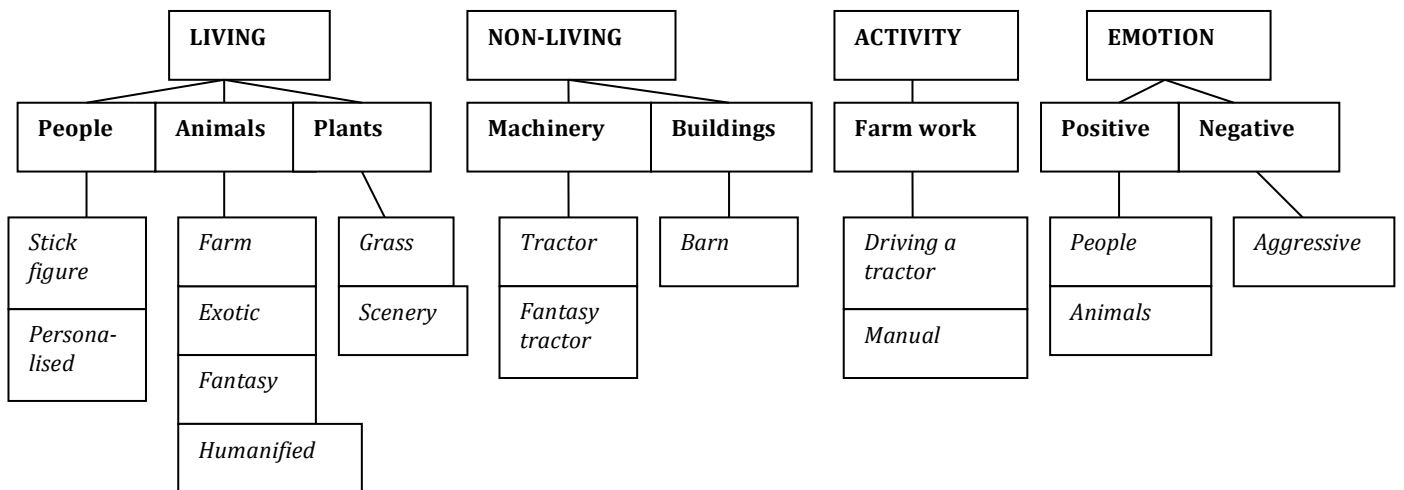 LIVING
NON-LIVING
ACTIVITY
EMOTION
People
Animals
Plants
Machinery
Buildings
Farm work
Positive
Negative
Stick
figure
Persona-
lised
Farm
Exotic
Fantasy
Humanified
Grass
Scenery
Tractor
Fantasy
tractor
Barn
Driving a
tractor
Manual
People
Animals
Aggressive